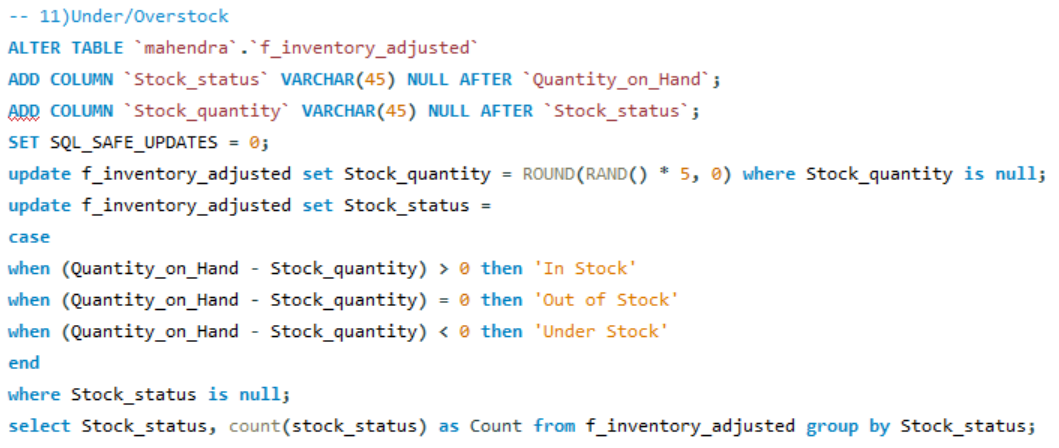 -- 11)Under/Overstock
ALTER TABLE `mahendra`.`f_inventory_adjusted`
ADD COLUMN `Stock_status` VARCHAR(45) NULL AFTER `Quantity_on_Hand`;
ADD COLUMN `Stock_quantity` VARCHAR(45) NULL AFTER `Stock_status`;
SET SQL_SAFE_UPDATES = 0;
update f_inventory_adjusted set Stock_quantity = ROUND(RAND() * 5, 0) where Stock_quantity is null;
update f_inventory_adjusted set Stock_status =
case
when (Quantity_on_Hand - Stock_quantity) > 0 then 'In Stock'
when (Quantity_on_Hand - Stock_quantity) = 0 then 'Out of Stock'
when (Quantity_on_Hand - Stock_quantity) < 0 then 'Under Stock'
end
where Stock_status is null;
select Stock_status, count(stock_status) as Count from f_inventory_adjusted group by Stock_status;